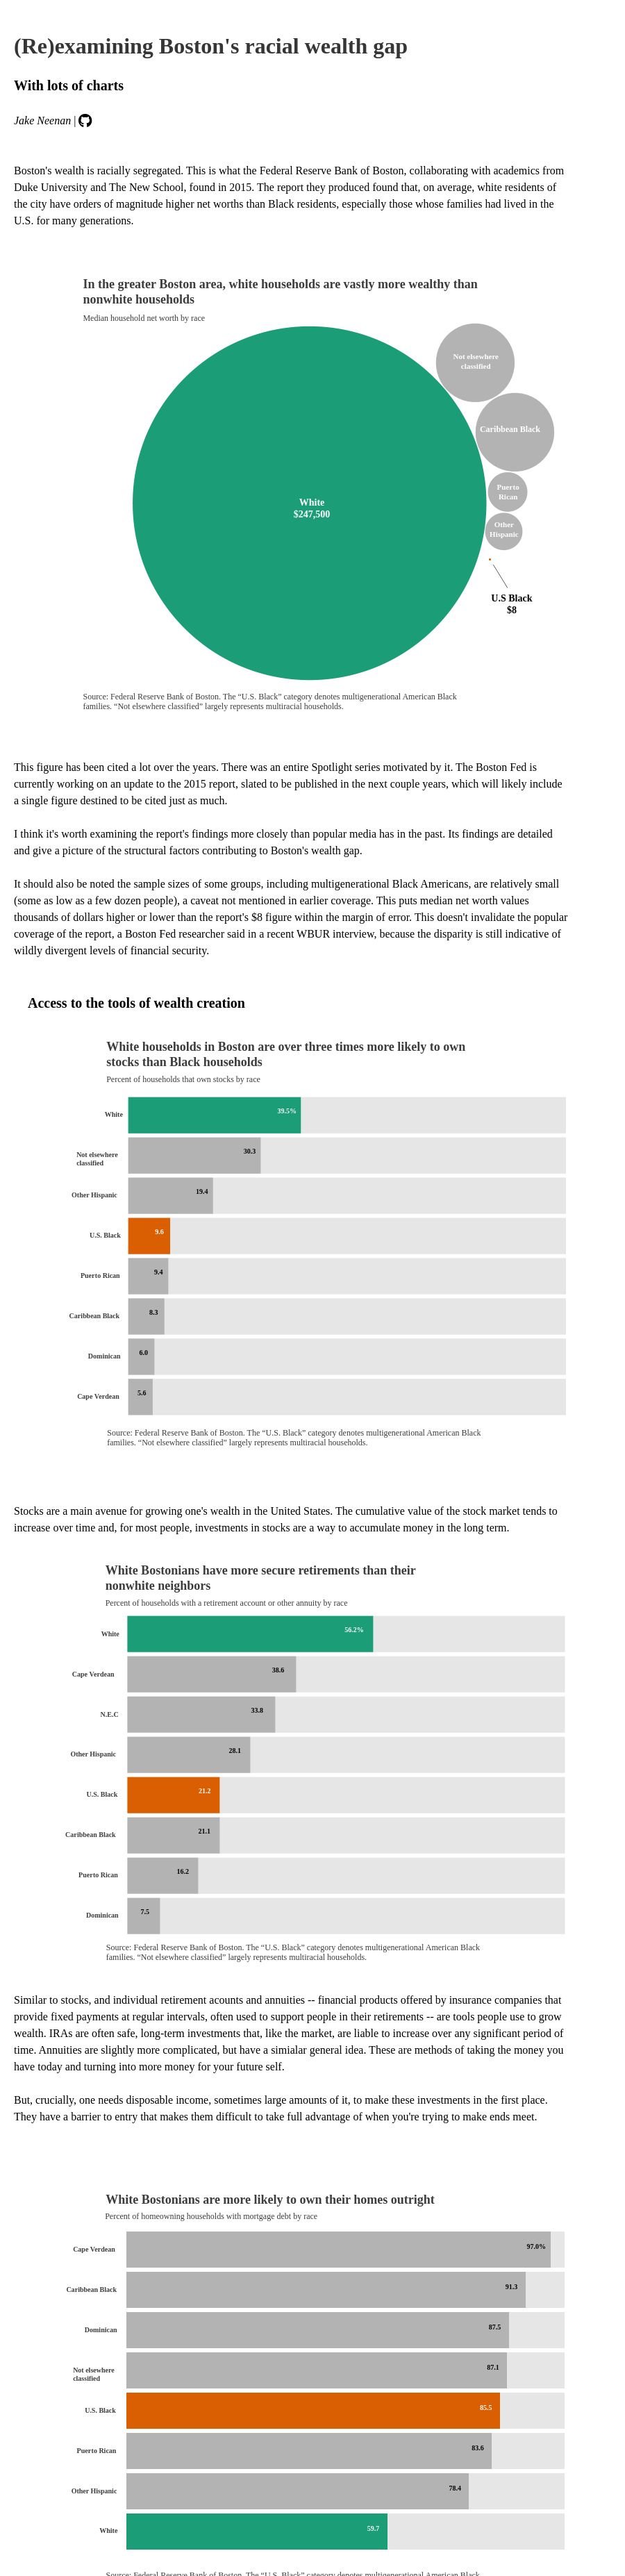 (Re)examining Boston's racial wealth gap
With lots of charts
Jake Neenan |
Boston's wealth is racially segregated. This is what the Federal Reserve Bank of Boston, collaborating with academics from
Duke University and The New School, found in 2015. The report they produced found that, on average, white residents of
the city have orders of magnitude higher net worths than Black residents, especially those whose families had lived in the
U.S. for many generations.
In the greater Boston area, white households are vastly more wealthy than
nonwhite households
Median household net worth by race
Not elsewhere
classified
Caribbean Black
Puerto
Rican
White
$247,500
Other
Hispanic
U.S Black
$8
Source: Federal Reserve Bank of Boston. The “U.S. Black” category denotes multigenerational American Black
families. “Not elsewhere classified” largely represents multiracial households.
This figure has been cited a lot over the years. There was an entire Spotlight series motivated by it. The Boston Fed is
currently working on an update to the 2015 report, slated to be published in the next couple years, which will likely include
a single figure destined to be cited just as much.
I think it's worth examining the report's findings more closely than popular media has in the past. Its findings are detailed
and give a picture of the structural factors contributing to Boston's wealth gap.
It should also be noted the sample sizes of some groups, including multigenerational Black Americans, are relatively small
(some as low as a few dozen people), a caveat not mentioned in earlier coverage. This puts median net worth values
thousands of dollars higher or lower than the report's $8 figure within the margin of error. This doesn't invalidate the popular
coverage of the report, a Boston Fed researcher said in a recent WBUR interview, because the disparity is still indicative of
wildly divergent levels of financial security.
Access to the tools of wealth creation
White households in Boston are over three times more likely to own
stocks than Black households
Percent of households that own stocks by race
White 39.5%
Not elsewhere
classified 30.3
Other Hispanic 19.4
U.S. Black 9.6
Puerto Rican 9.4
Caribbean Black 8.3
Dominican 6.0
Cape Verdean 5.6
Source: Federal Reserve Bank of Boston. The “U.S. Black” category denotes multigenerational American Black
families. “Not elsewhere classified” largely represents multiracial households.
Stocks are a main avenue for growing one's wealth in the United States. The cumulative value of the stock market tends to
increase over time and, for most people, investments in stocks are a way to accumulate money in the long term.
White Bostonians have more secure retirements than their
nonwhite neighbors
Percent of households with a retirement account or other annuity by race
White 56.2%
Cape Verdean 38.6
N.E.C 33.8
Other Hispanic 28.1
U.S. Black 21.2
Caribbean Black 21.1
Puerto Rican 16.2
Dominican 7.5
Source: Federal Reserve Bank of Boston. The “U.S. Black” category denotes multigenerational American Black
families. “Not elsewhere classified” largely represents multiracial households.
Similar to stocks, and individual retirement acounts and annuities -- financial products offered by insurance companies that
provide fixed payments at regular intervals, often used to support people in their retirements -- are tools people use to grow
wealth. IRAs are often safe, long-term investments that, like the market, are liable to increase over any significant period of
time. Annuities are slightly more complicated, but have a simialar general idea. These are methods of taking the money you
have today and turning into more money for your future self.
But, crucially, one needs disposable income, sometimes large amounts of it, to make these investments in the first place.
They have a barrier to entry that makes them difficult to take full advantage of when you're trying to make ends meet.
White Bostonians are more likely to own their homes outright
Percent of homeowning households with mortgage debt by race
Cape Verdean 97.0%
Caribbean Black 91.3
Dominican 87.5
Not elsewhere
classified 87.1
U.S. Black 85.5
Puerto Rican 83.6
Other Hispanic 78.4
White 59.7
Source: Federal Reserve Bank of Boston. The “U.S. Black” category denotes multigenerational American Black